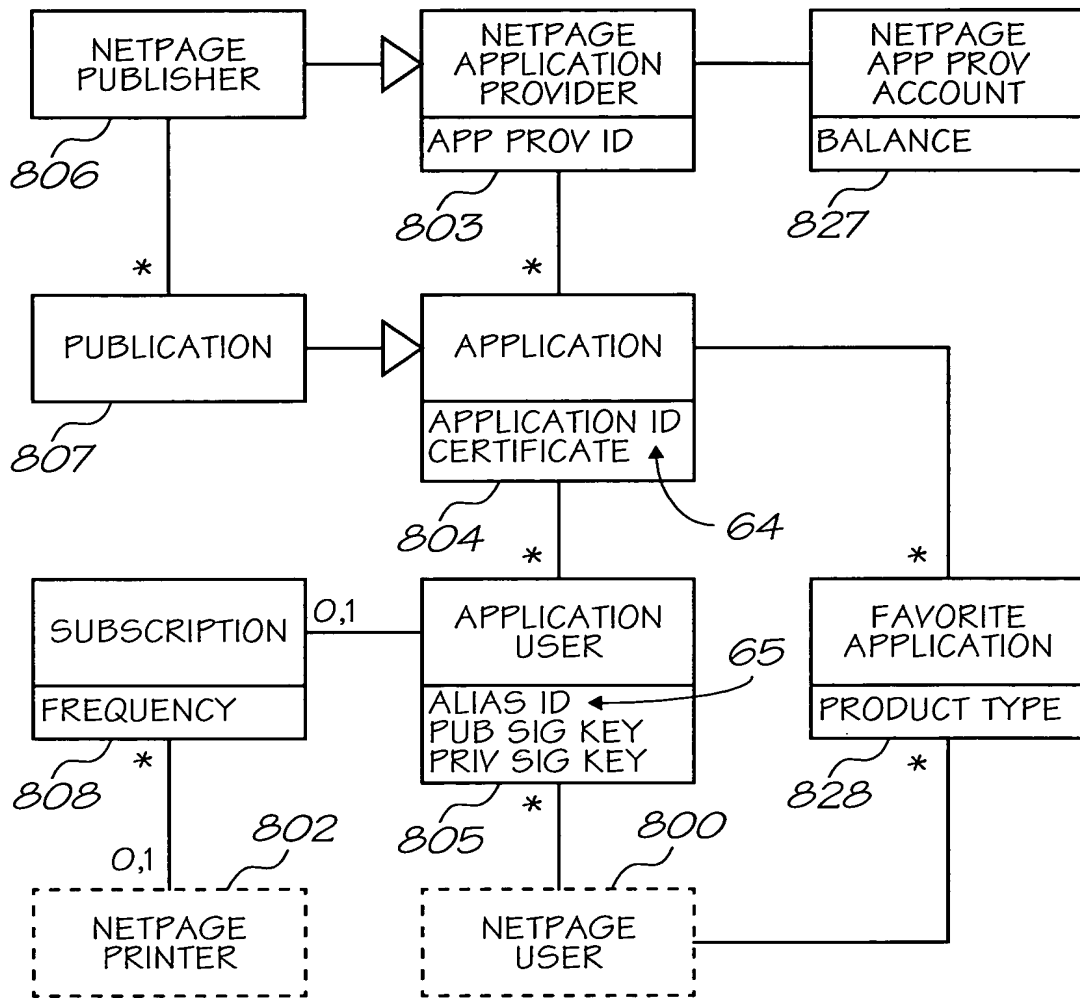 NETPAGE
PUBLISHER
806
NETPAGE
APPLICATION
PROVIDER
APP PROV ID
803
NETPAGE
APP PROV
ACCOUNT
BALANCE
827
*
*
PUBLICATION
807
APPLICATION
APPLICATION ID
CERTIFICATE
804
64
*
*
SUBSCRIPTION
FREQUENCY
808
0,1
APPLICATION
USER
ALIAS ID
PUB SIG KEY
PRIV SIG KEY
805
65
FAVORITE
APPLICATION
PRODUCT TYPE
828
*
*
*
802
800
0,1
NETPAGE
PRINTER
NETPAGE
USER